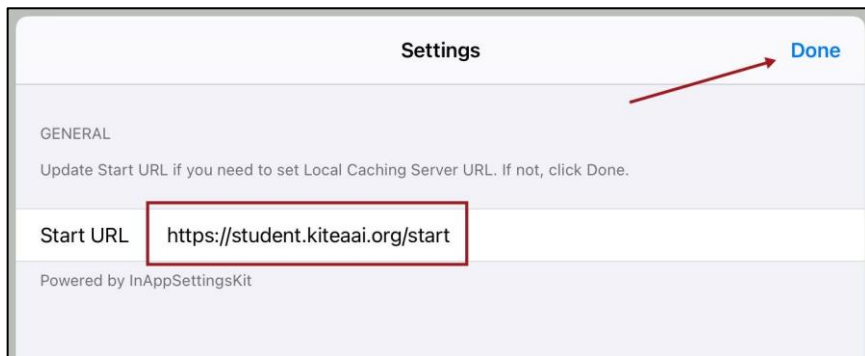 Settings
Done
GENERAL
Update Start URL if you need to set Local Caching Server URL. If not, click Done.
Start URL https://student.kiteaai.org/start
Powered by InAppSettingsKit